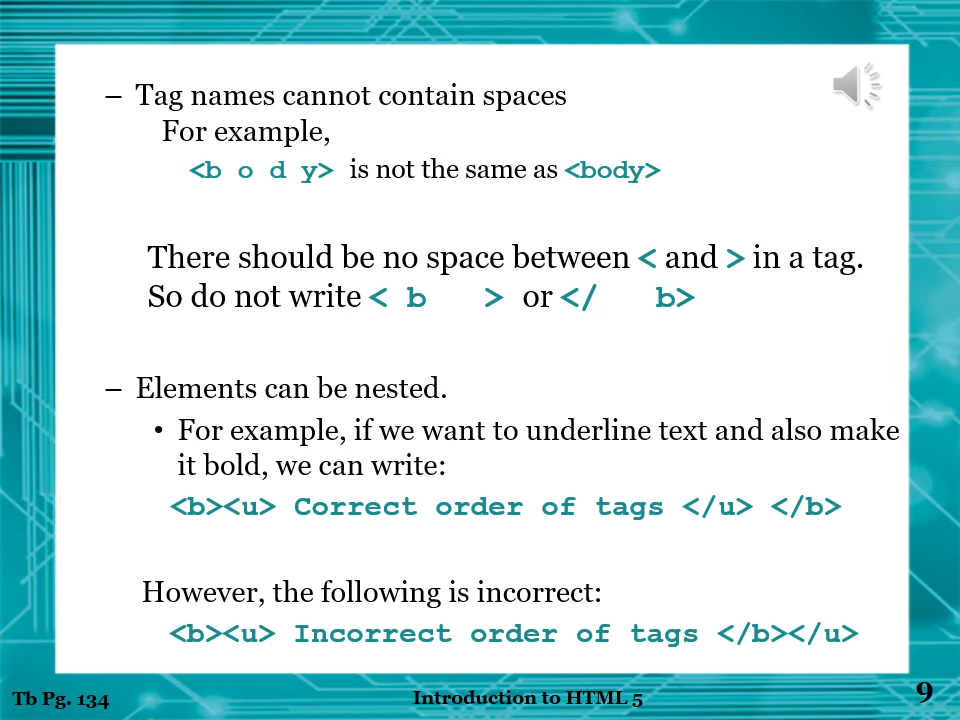 – Tag names cannot contain spaces
For example,
<b o d y> is not the same as <body>
There should be no space between < and > in a tag.
So do not write < b   > or </   b>
– Elements can be nested.
• For example, if we want to underline text and also make
it bold, we can write:
<b><u> Correct order of tags </u> </b>
However, the following is incorrect:
<b><u> Incorrect order of tags </b></u>
Tb Pg. 134
Introduction to HTML 5
9